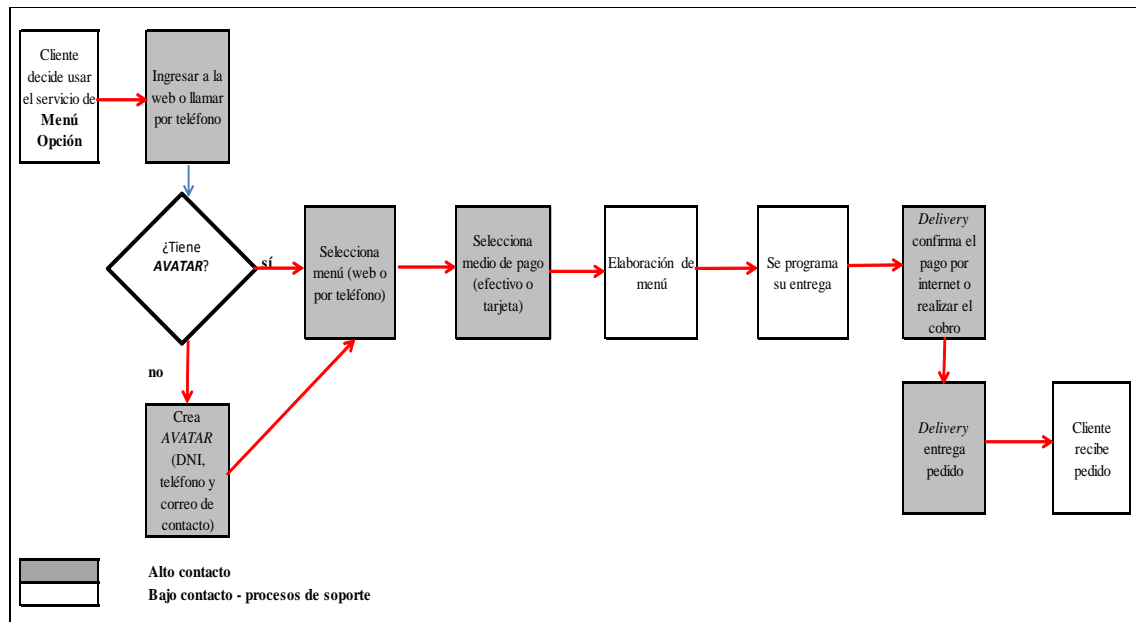 Cliente
decide usar
el servicio de
Menú
Opción
Ingresar a la
web o llamar
por teléfono
¿Tiene
AVATAR?
sí
Selecciona
menú (web o
por teléfono)
Selecciona
medio de pago
(efectivo o
tarjeta)
Elaboración de
menú
Se programa
su entrega
Delivery
confirma el
pago por
internet o
realizar el
cobro
no
Crea
AVATAR
(DNI,
teléfono y
correo de
contacto)
Delivery
entrega
pedido
Cliente
recibe
pedido
Alto contacto
Bajo contacto - procesos de soporte